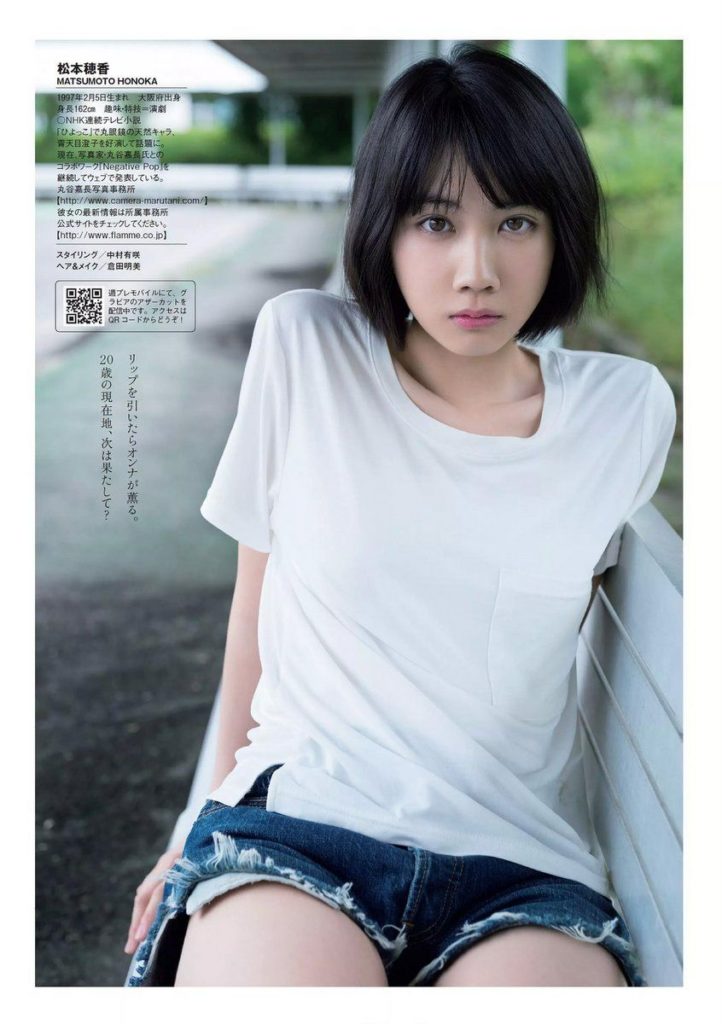 松本穂香
MATSUMOTO HONOKA
1997年2月5日生まれ　大阪府出身
身長162㎝　趣味・特技＝演劇
〇NHK連続テレビ小説
「ひよっこ」で丸眼鏡の天然キャラ、
青天目澄子を好演して話題に。
現在、写真家・丸谷嘉長氏との
コラボワーク「Negative Pop」を
継続してウェブで発表している。
丸谷嘉長写真事務所
【http://www.camera-marutani.com/】
彼女の最新情報は所属事務所
公式サイトをチェックしてください。
【http://www.flamme.co.jp】
スタイリング／中村有咲
ヘア&メイク／倉田明美
週プレモバイルにて、グ
ラビアのアザーカットを
配信中です。アクセスは
QRコードからどうぞ！
リップを引いたらオンナが薫る。
20歳の現在地、次は果たして？